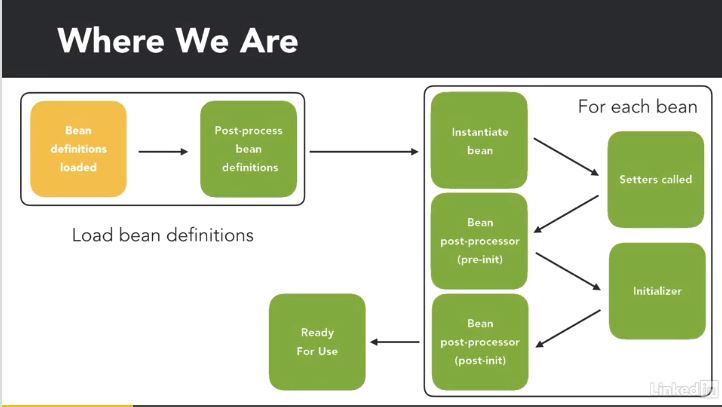 Where We Are
Bean
definitions
loaded
Post-process
bean
definitions
Load bean definitions
For each bean
Instantiate
bean
Setters called
Bean
post-processor
(pre-init)
Initializer
Bean
post-processor
(post-init)
Ready
For Use
Linked in